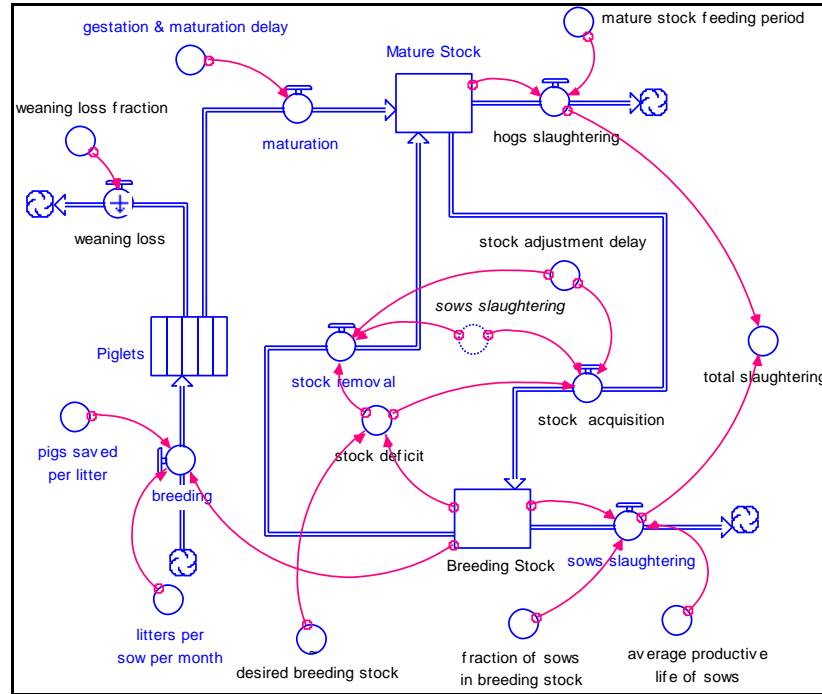 mature stock feeding period
gestation & maturation delay
Mature Stock
weaning loss fraction
maturation
hogs slaughtering
weaning loss
stock adjustment delay
sows slaughtering
Piglets
stock removal
total slaughtering
stock acquisition
pigs saved
per litter
stock deficit
breeding
Breeding Stock
sows slaughtering
litters per
sow per month
~
desired breeding stock
fraction of sows
in breeding stock
average productive
life of sows